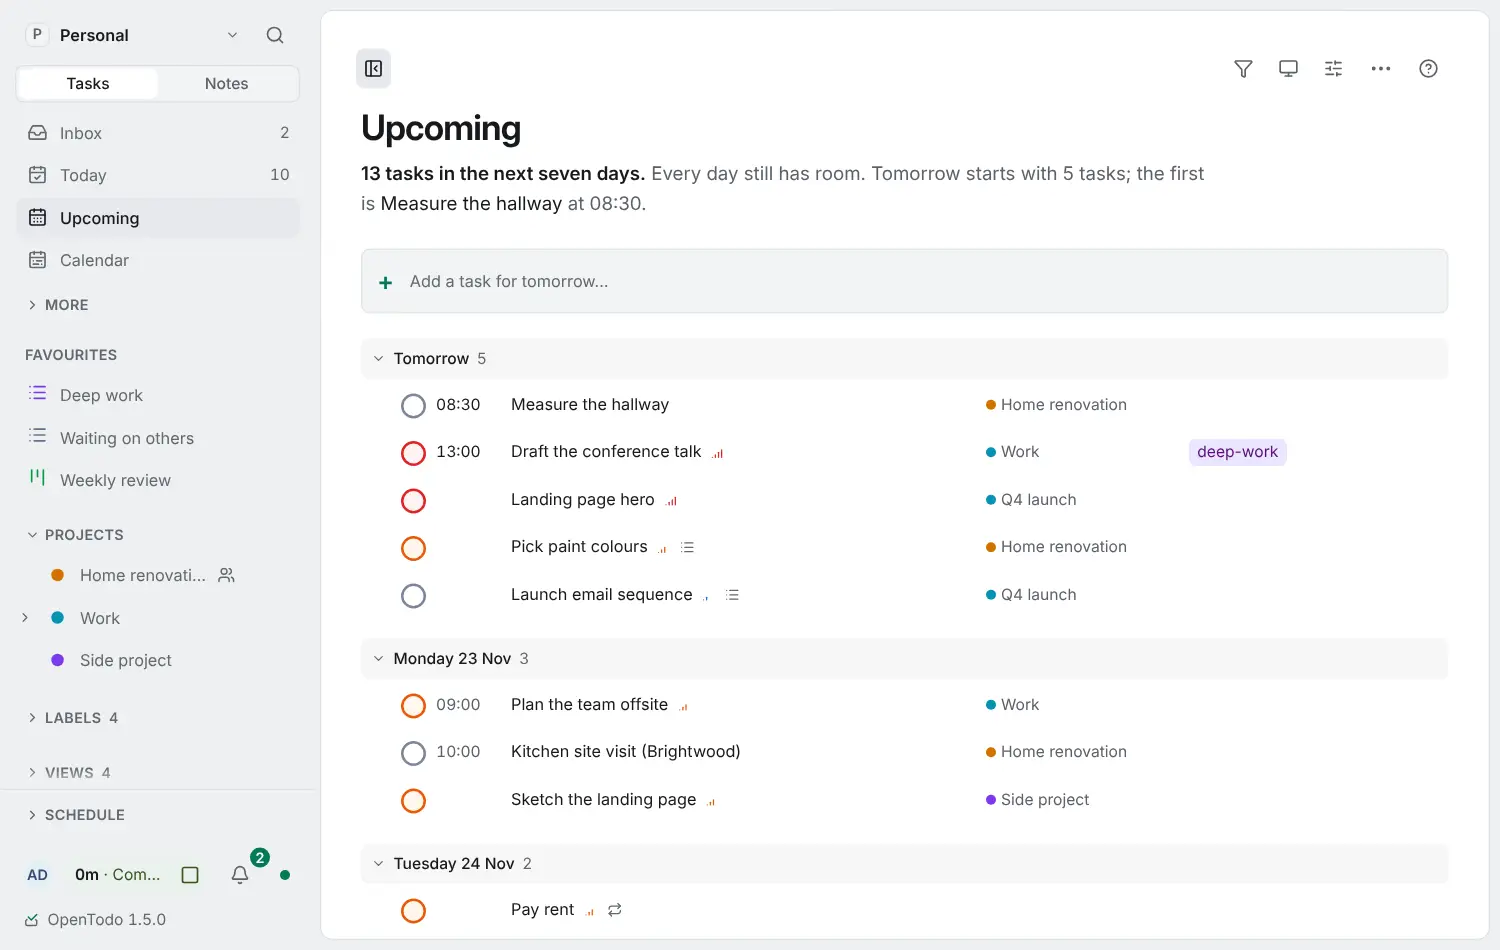 P Personal
Tasks Notes
Inbox 2
Today 10
Upcoming
Calendar
MORE
FAVOURITES
Deep work
Waiting on others
Weekly review
PROJECTS
Home renovati...
Work
Side project
LABELS 4
VIEWS 4
SCHEDULE
AD 0m · Com... 2
OpenTodo 1.5.0
Upcoming
13 tasks in the next seven days. Every day still has room. Tomorrow starts with 5 tasks; the first
is Measure the hallway at 08:30.
+ Add a task for tomorrow...
Tomorrow 5
08:30 Measure the hallway Home renovation
13:00 Draft the conference talk Work deep-work
Landing page hero Q4 launch
Pick paint colours Home renovation
Launch email sequence Q4 launch
Monday 23 Nov 3
09:00 Plan the team offsite Work
10:00 Kitchen site visit (Brightwood) Home renovation
Sketch the landing page Side project
Tuesday 24 Nov 2
Pay rent